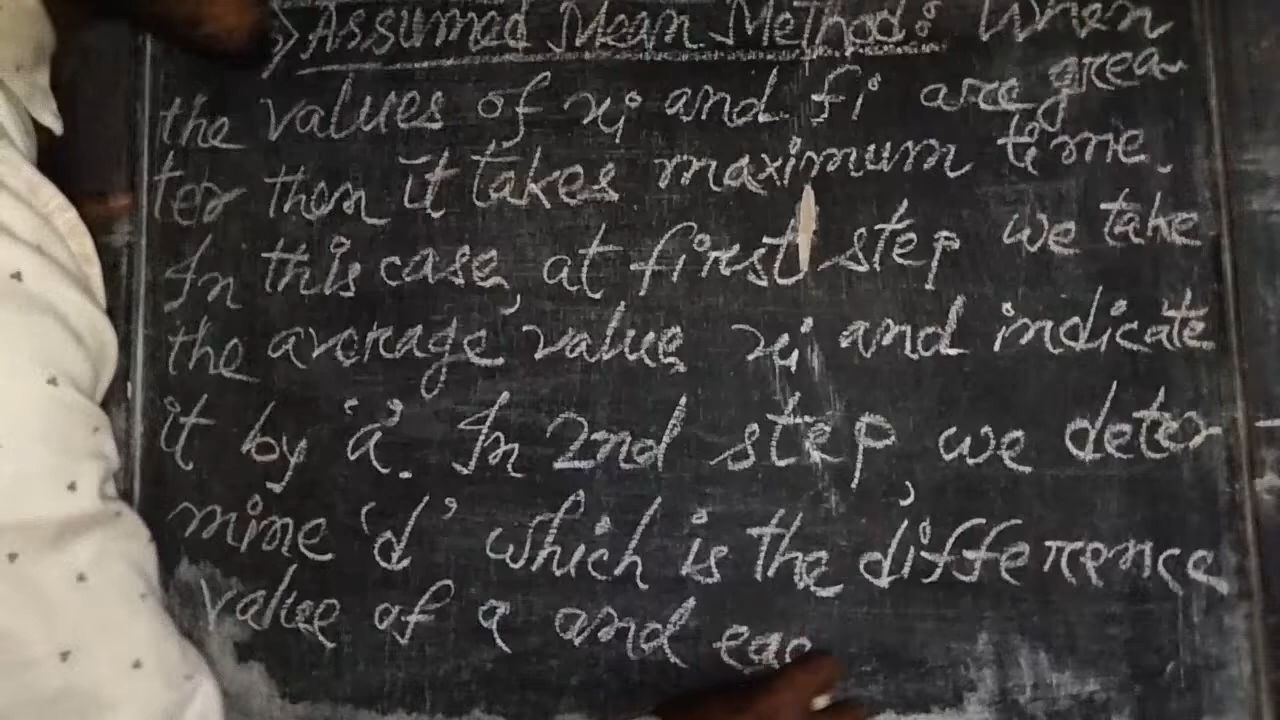 Assumed Mean Method: When
the values of xi and fi are grea-
ter then it takes maximum time.
In this case, at first step we take
the average value xi and indicate
it by 'a'. In 2nd step, we deter-
mine 'd' which is the difference
value of a and eac